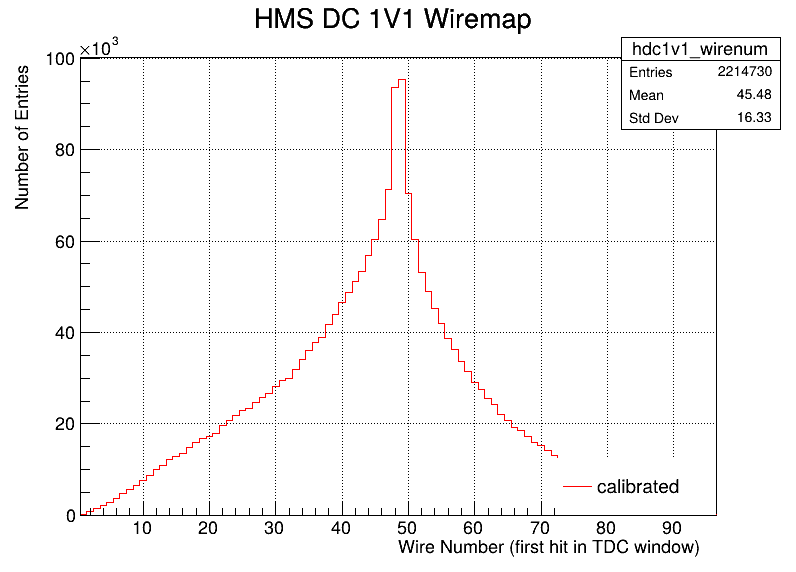 HMS DC 1V1 Wiremap
×10³
hdc1v1_wirenum
Entries 2214730
Mean 45.48
Std Dev 16.33
Number of Entries
100
80
60
40
20
0
calibrated
10 20 30 40 50 60 70 80 90
Wire Number (first hit in TDC window)